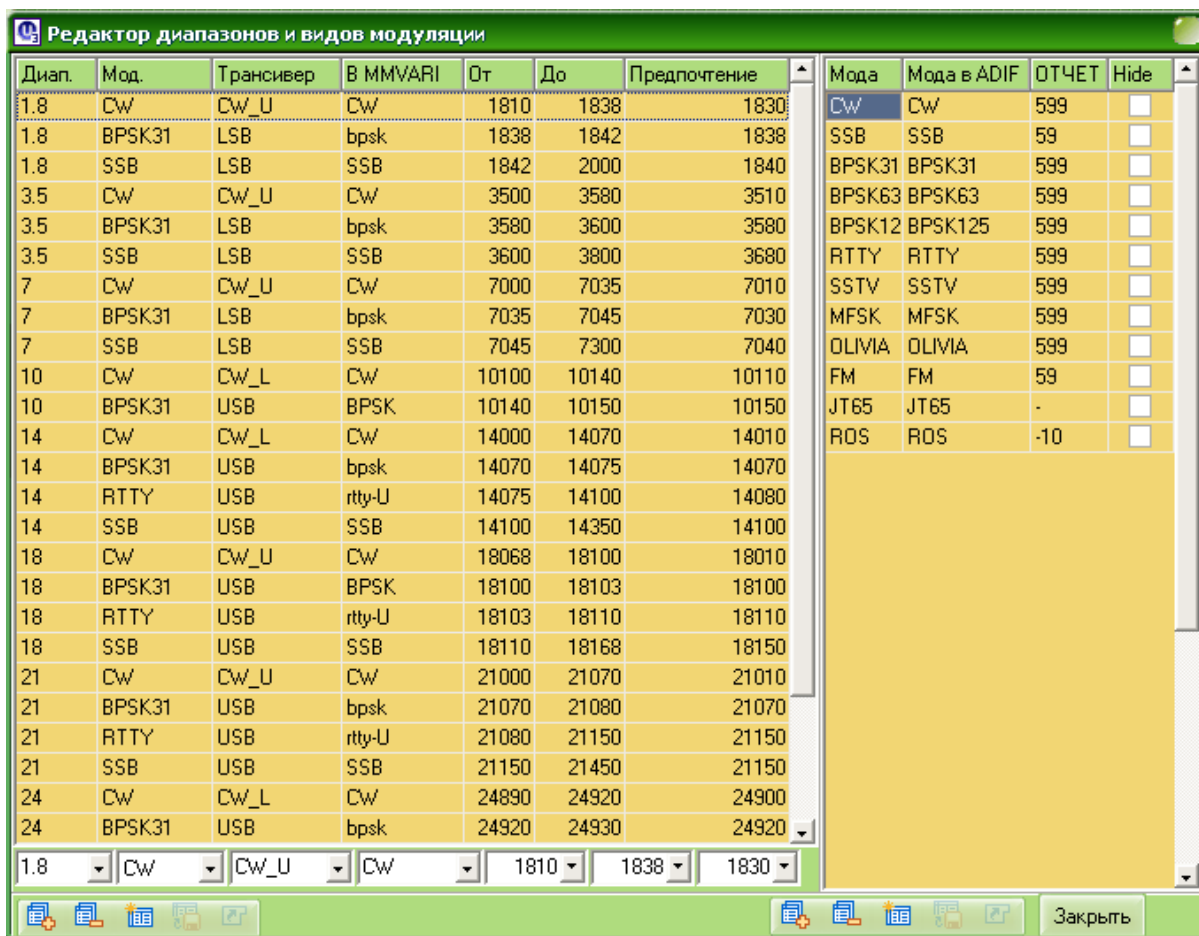 Редактор диапазонов и видов модуляции
Диап. Мод. Трансивер В MMVARI От До Предпочтение
1.8 CW CW_U CW 1810 1838 1830
1.8 BPSK31 LSB bpsk 1838 1842 1838
1.8 SSB LSB SSB 1842 2000 1840
3.5 CW CW_U CW 3500 3580 3510
3.5 BPSK31 LSB bpsk 3580 3600 3580
3.5 SSB LSB SSB 3600 3800 3680
7 CW CW_U CW 7000 7035 7010
7 BPSK31 LSB bpsk 7035 7045 7030
7 SSB LSB SSB 7045 7300 7040
10 CW CW_L CW 10100 10140 10110
10 BPSK31 USB BPSK 10140 10150 10150
14 CW CW_L CW 14000 14070 14010
14 BPSK31 USB bpsk 14070 14075 14070
14 RTTY USB rtty-U 14075 14100 14080
14 SSB USB SSB 14100 14350 14100
18 CW CW_U CW 18068 18100 18010
18 BPSK31 USB BPSK 18100 18103 18100
18 RTTY USB rtty-U 18103 18110 18110
18 SSB USB SSB 18110 18168 18150
21 CW CW_U CW 21000 21070 21010
21 BPSK31 USB bpsk 21070 21080 21070
21 RTTY USB rtty-U 21080 21150 21150
21 SSB USB SSB 21150 21450 21150
24 CW CW_L CW 24890 24920 24900
24 BPSK31 USB bpsk 24920 24930 24920
1.8 CW CW_U CW 1810 1838 1830
Мода Мода в ADIF ОТЧЕТ Hide
CW CW 599
SSB SSB 59
BPSK31 BPSK31 599
BPSK63 BPSK63 599
BPSK12 BPSK125 599
RTTY RTTY 599
SSTV SSTV 599
MFSK MFSK 599
OLIVIA OLIVIA 599
FM FM 59
JT65 JT65 -
ROS ROS -10
Закрыть